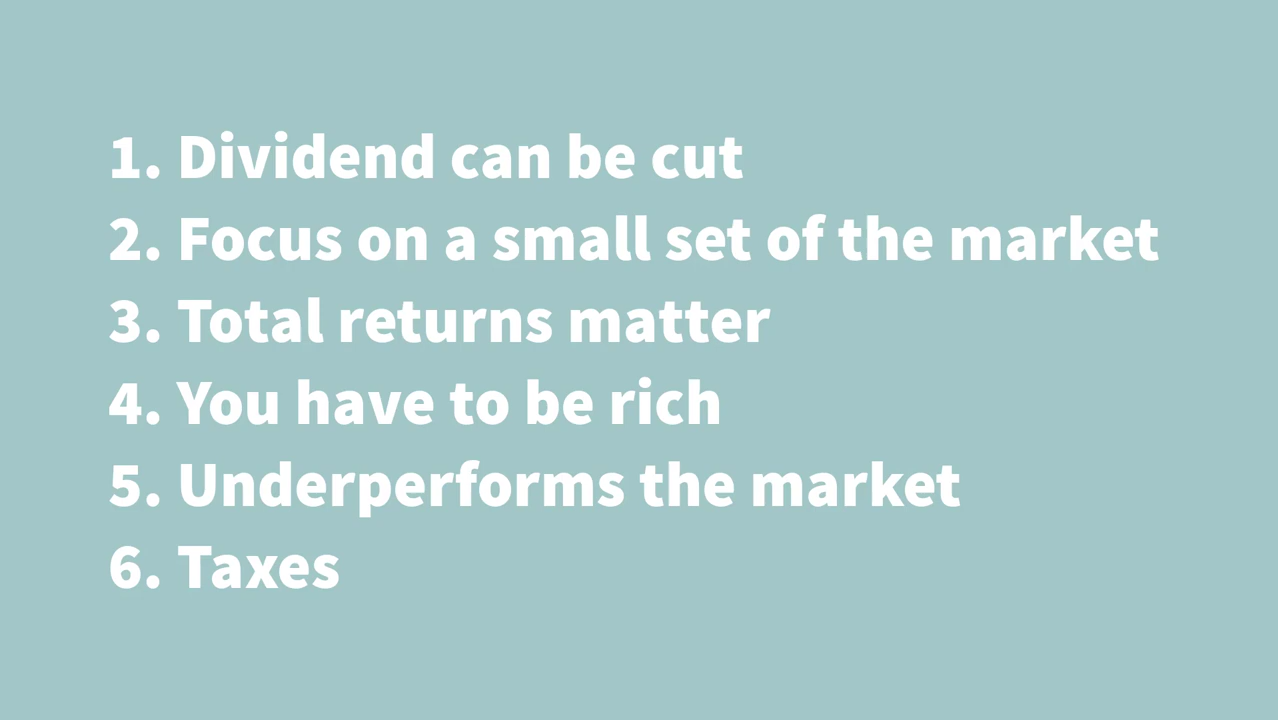 1. Dividend can be cut
2. Focus on a small set of the market
3. Total returns matter
4. You have to be rich
5. Underperforms the market
6. Taxes